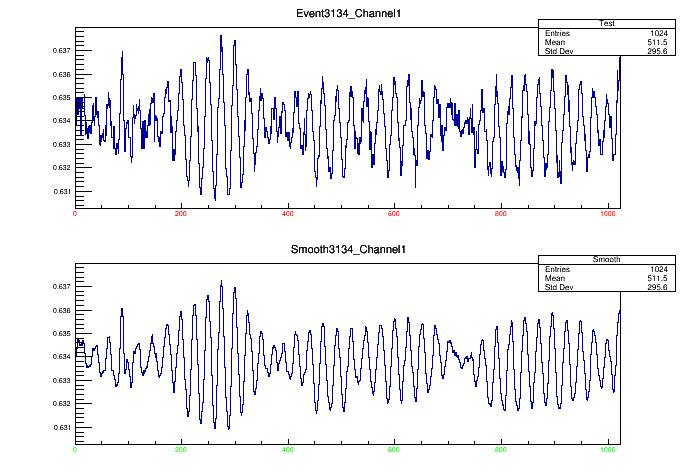 Event3134_Channel1
Test
Entries 1024
Mean 511.5
Std Dev 295.6
0.637
0.636
0.635
0.634
0.633
0.632
0.631
0 200 400 600 800 1000
Smooth3134_Channel1
Smooth
Entries 1024
Mean 511.5
Std Dev 295.6
0.637
0.636
0.635
0.634
0.633
0.632
0.631
0 200 400 600 800 1000